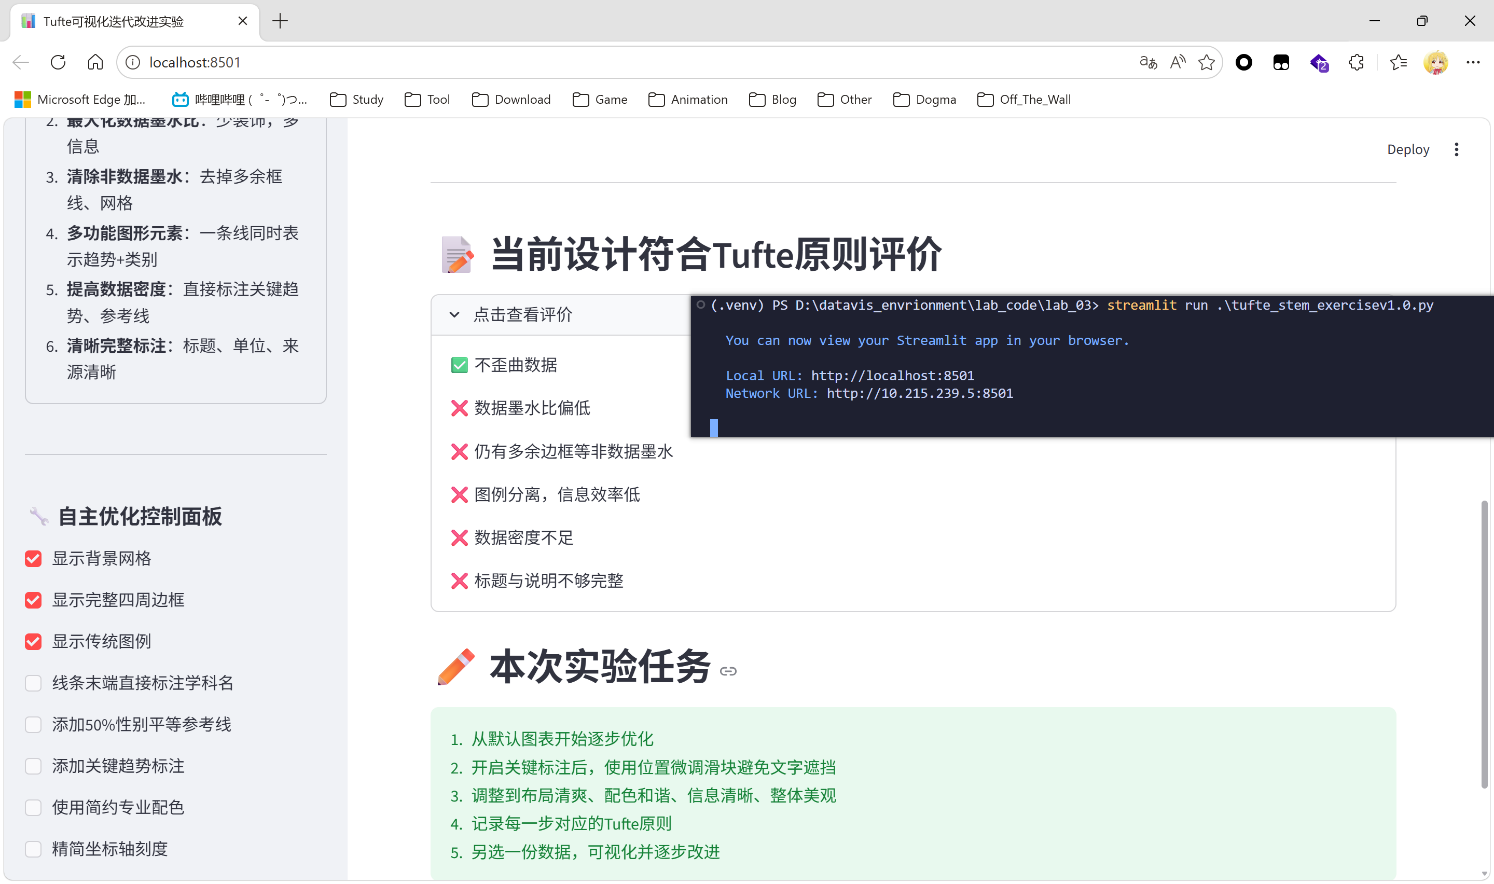 Tufte可视化迭代改进实验
localhost:8501
Microsoft Edge 加...
哔哩哔哩 ( ゜- ゜)つ...
Study
Tool
Download
Game
Animation
Blog
Other
Dogma
Off_The_Wall
Deploy
2. 最大化数据墨水比：少装饰，多
信息
3. 清除非数据墨水：去掉多余框
线、网格
4. 多功能图形元素：一条线同时表
示趋势+类别
5. 提高数据密度：直接标注关键趋
势、参考线
6. 清晰完整标注：标题、单位、来
源清晰
自主优化控制面板
显示背景网格
显示完整四周边框
显示传统图例
线条末端直接标注学科名
添加50%性别平等参考线
添加关键趋势标注
使用简约专业配色
精简坐标轴刻度
当前设计符合Tufte原则评价
点击查看评价
不歪曲数据
数据墨水比偏低
仍有多余边框等非数据墨水
图例分离，信息效率低
数据密度不足
标题与说明不够完整
(.venv) PS D:\datavis_envrionment\lab_code\lab_03> streamlit run .\tufte_stem_exercisev1.0.py
You can now view your Streamlit app in your browser.
Local URL: http://localhost:8501
Network URL: http://10.215.239.5:8501
本次实验任务
1. 从默认图表开始逐步优化
2. 开启关键标注后，使用位置微调滑块避免文字遮挡
3. 调整到布局清爽、配色和谐、信息清晰、整体美观
4. 记录每一步对应的Tufte原则
5. 另选一份数据，可视化并逐步改进